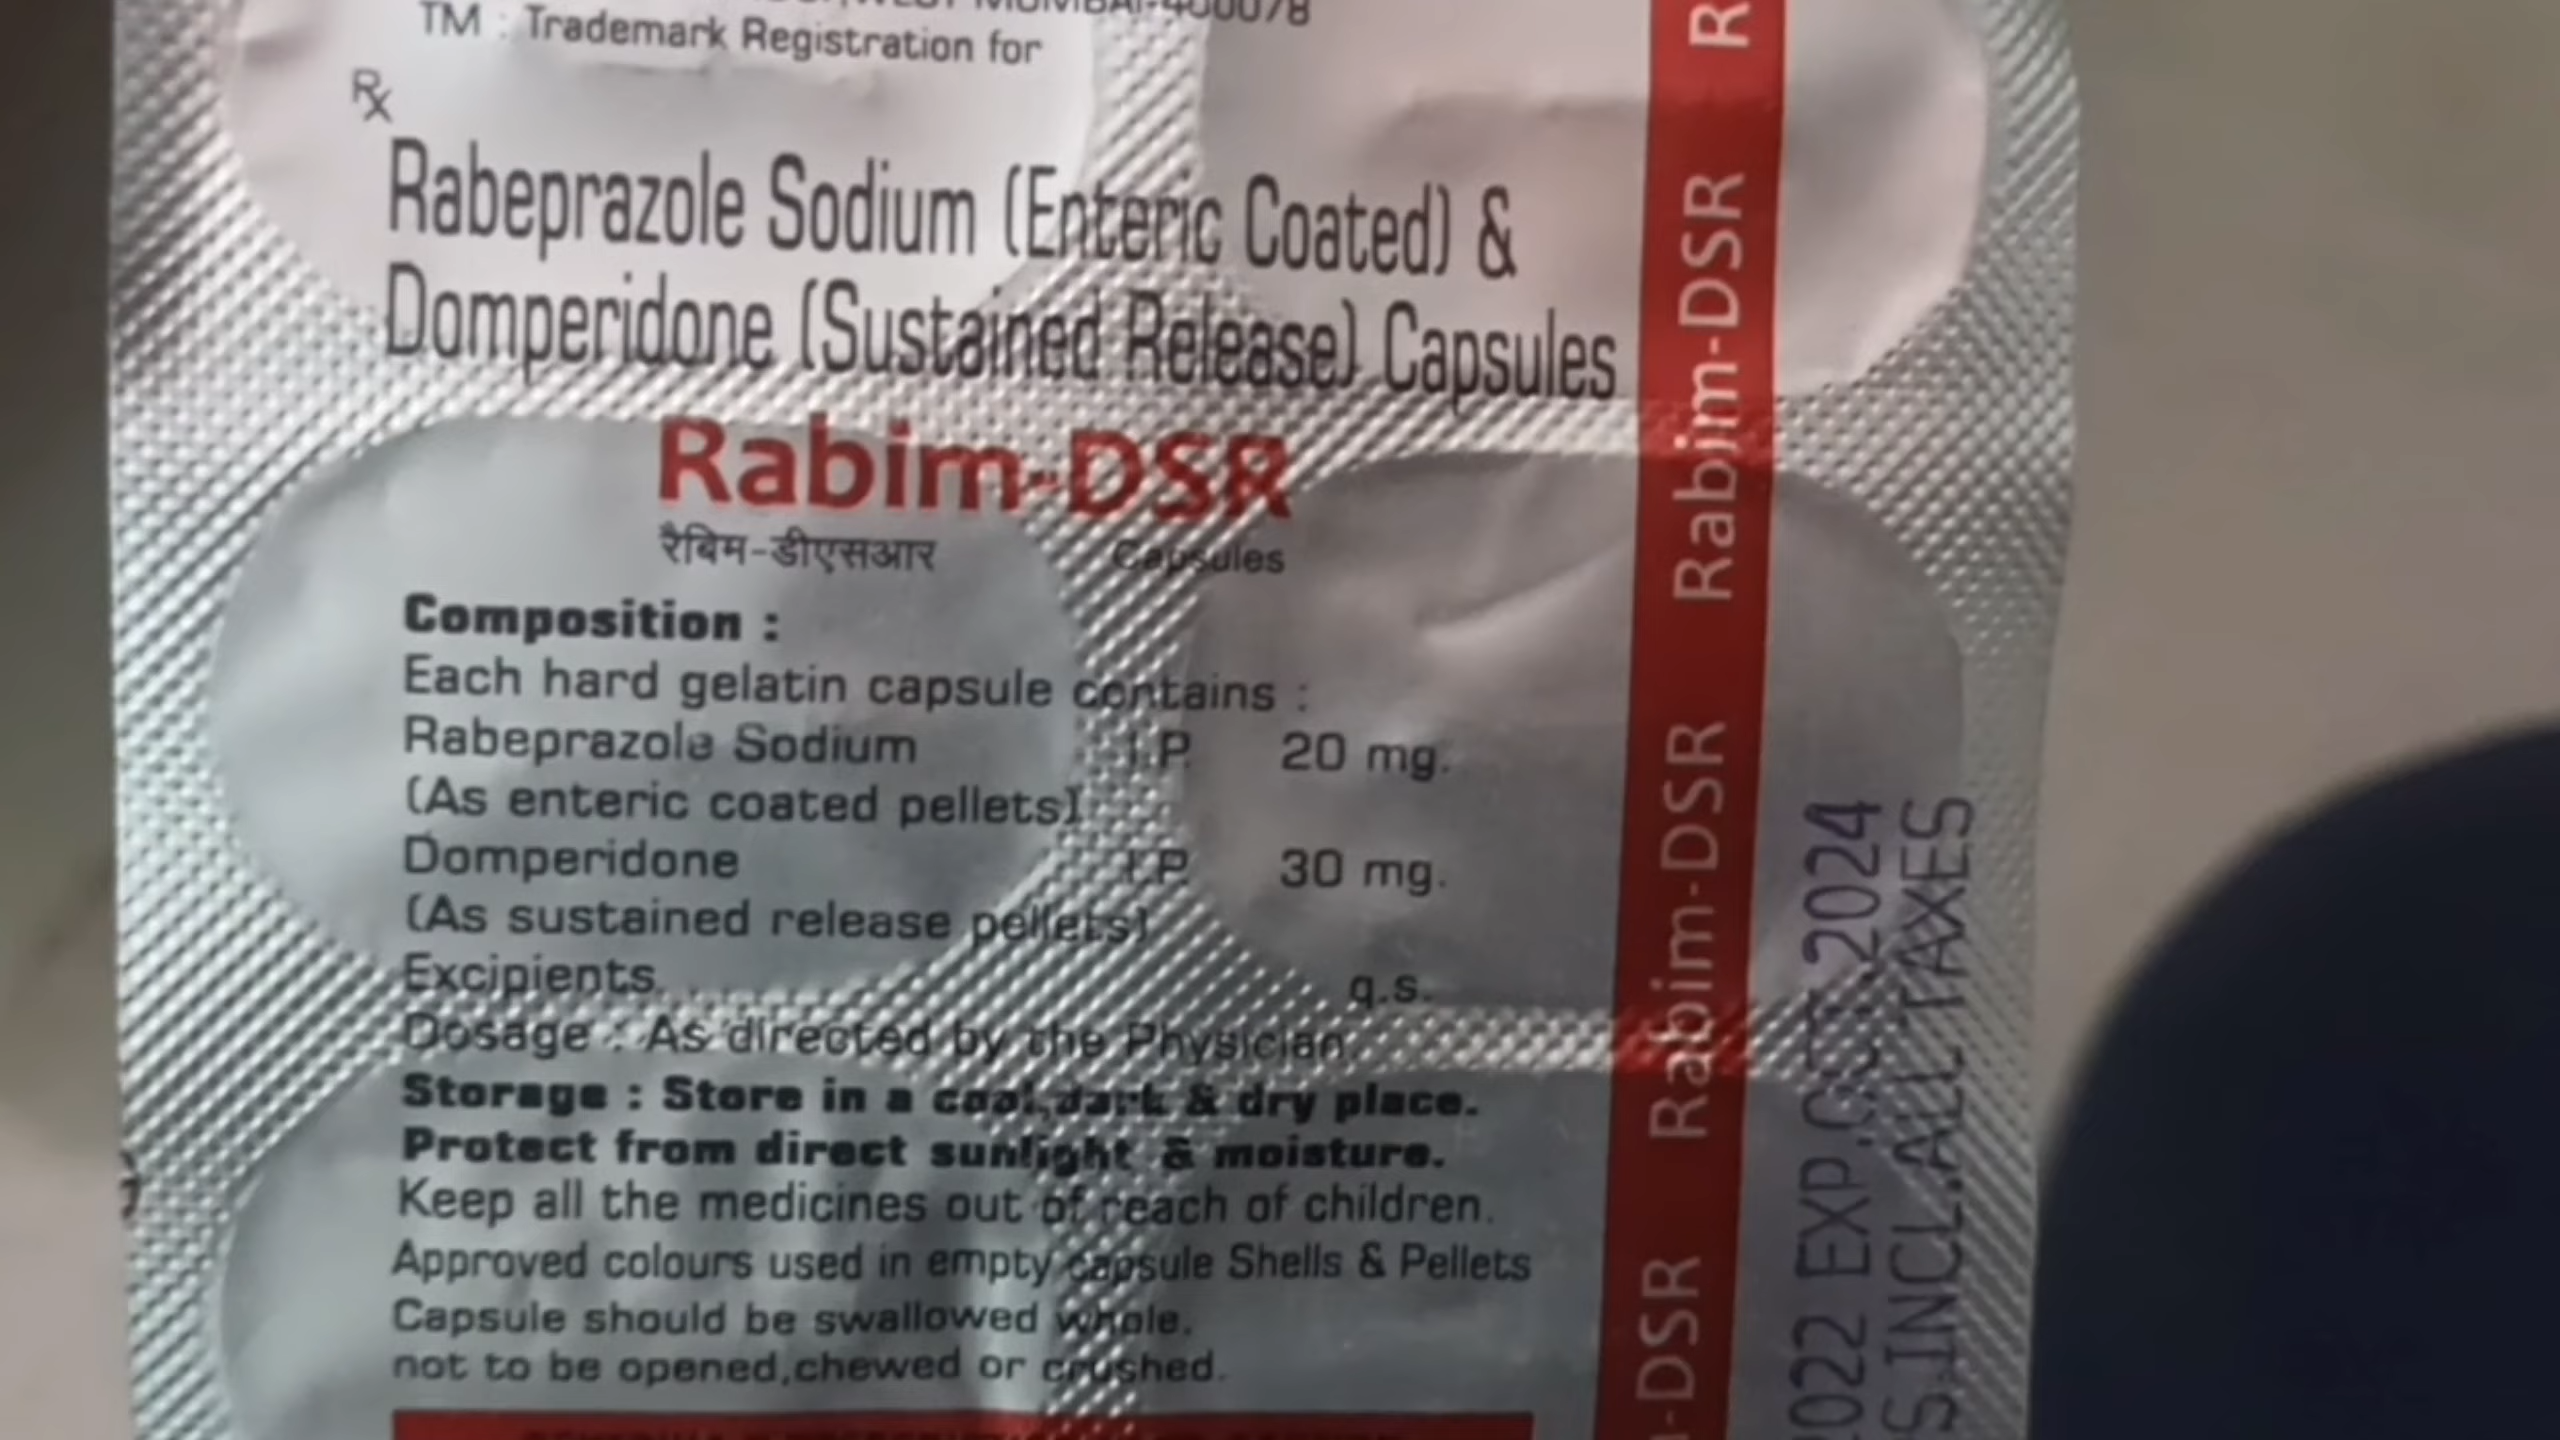 MUMBAI-400078
TM : Trademark Registration for
Rx
Rabeprazole Sodium (Enteric Coated) &
Domperidone (Sustained Release) Capsules
Rabim-DSR
रैबिम-डीएसआर Capsules
Composition :
Each hard gelatin capsule contains :
Rabeprazole Sodium I.P. 20 mg.
(As enteric coated pellets)
Domperidone I.P. 30 mg.
(As sustained release pellets)
Excipients q.s.
Dosage : As directed by the Physician.
Storage : Store in a cool,dark & dry place.
Protect from direct sunlight & moisture.
Keep all the medicines out of reach of children.
Approved colours used in empty capsule Shells & Pellets
Capsule should be swallowed whole.
not to be opened,chewed or crushed.
R
Rabim-DSR
Rabim-DSR
-DSR
2022 EXP.OCT.2024
S.INCL.ALL TAXES